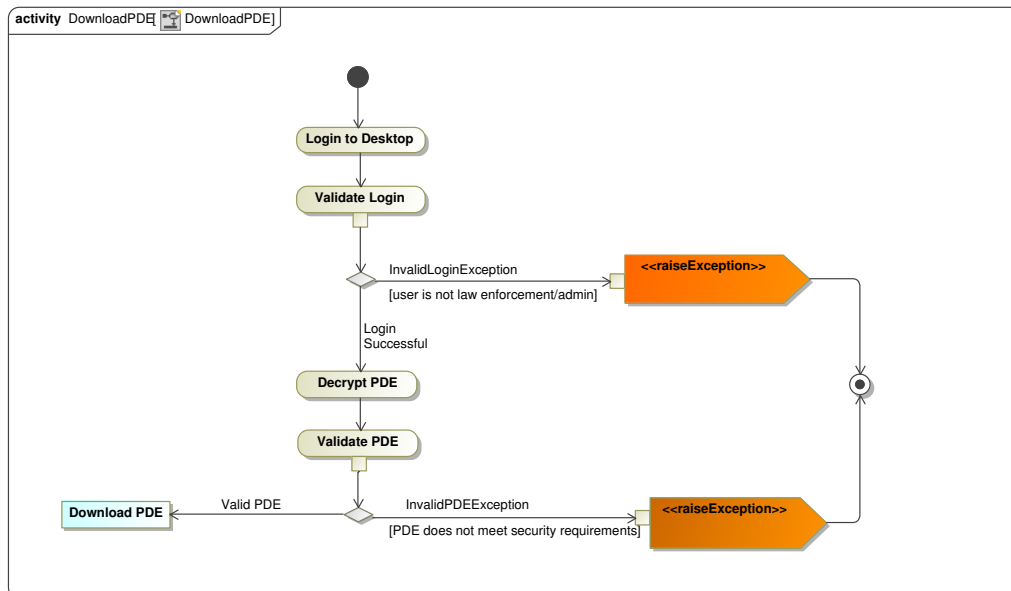 activity DownloadPDE[ DownloadPDE]
Login to Desktop
Validate Login
InvalidLoginException
[user is not law enforcement/admin]
<<raiseException>>
Login
Successful
Decrypt PDE
Validate PDE
Download PDE
Valid PDE
InvalidPDEException
[PDE does not meet security requirements]
<<raiseException>>